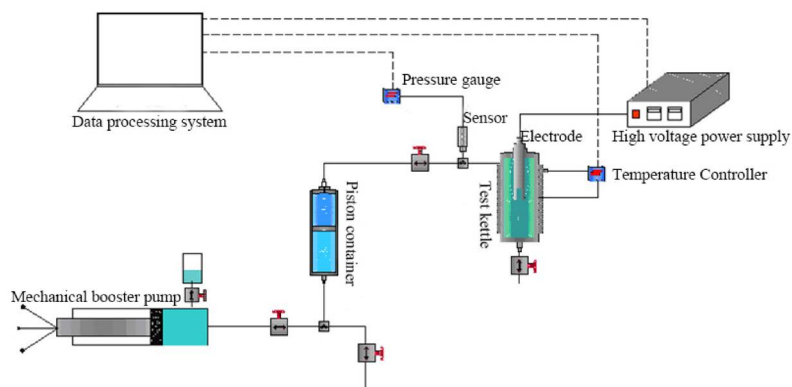 Pressure gauge
Data processing system
Sensor
Electrode
High voltage power supply
Temperature Controller
Piston container
Test kettle
Mechanical booster pump